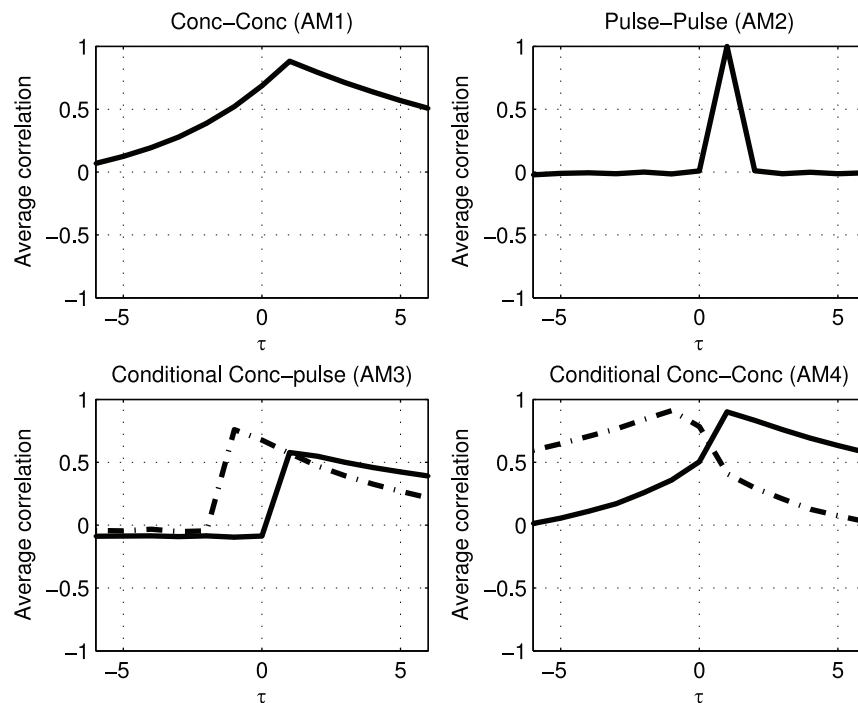 Conc−Conc (AM1)
1
0.5
0
−0.5
−1
−5
0
5
Average correlation
τ
Pulse−Pulse (AM2)
1
0.5
0
−0.5
−1
−5
0
5
Average correlation
τ
Conditional Conc−pulse (AM3)
1
0.5
0
−0.5
−1
−5
0
5
Average correlation
τ
Conditional Conc−Conc (AM4)
1
0.5
0
−0.5
−1
−5
0
5
Average correlation
τ